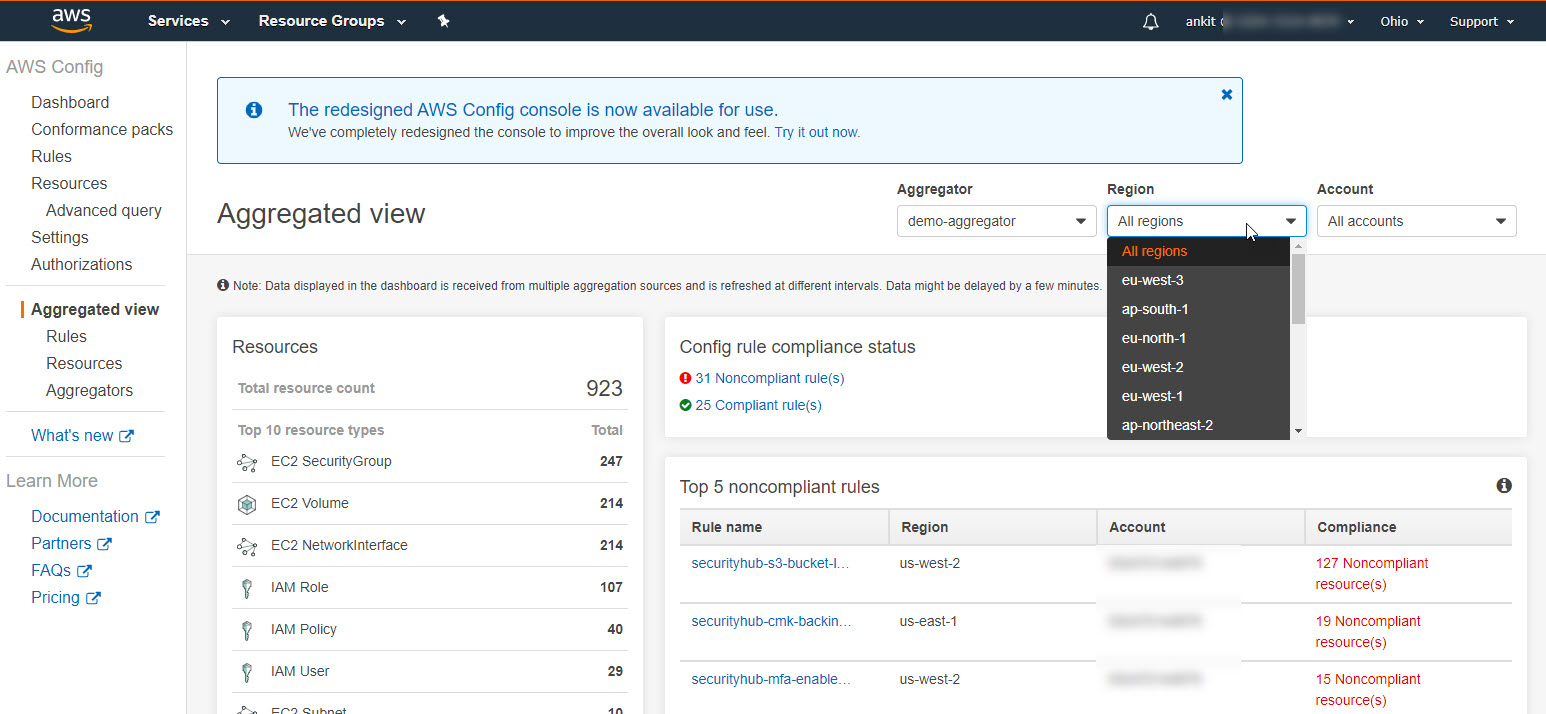 aws
Services
Resource Groups
ankit
Ohio
Support
AWS Config
Dashboard
Conformance packs
Rules
Resources
Advanced query
Settings
Authorizations
Aggregated view
Rules
Resources
Aggregators
What's new
Learn More
Documentation
Partners
FAQs
Pricing
The redesigned AWS Config console is now available for use.
We've completely redesigned the console to improve the overall look and feel. Try it out now.
Aggregated view
Aggregator
demo-aggregator
Region
All regions
Account
All accounts
All regions
eu-west-3
ap-south-1
eu-north-1
eu-west-2
eu-west-1
ap-northeast-2
Note: Data displayed in the dashboard is received from multiple aggregation sources and is refreshed at different intervals. Data might be delayed by a few minutes.
Resources
Total resource count 923
Top 10 resource types Total
EC2 SecurityGroup 247
EC2 Volume 214
EC2 NetworkInterface 214
IAM Role 107
IAM Policy 40
IAM User 29
EC2 Subnet 10
Config rule compliance status
31 Noncompliant rule(s)
25 Compliant rule(s)
Top 5 noncompliant rules
Rule name Region Account Compliance
securityhub-s3-bucket-l... us-west-2 127 Noncompliant
resource(s)
securityhub-cmk-backin... us-east-1 19 Noncompliant
resource(s)
securityhub-mfa-enable... us-west-2 15 Noncompliant
resource(s)